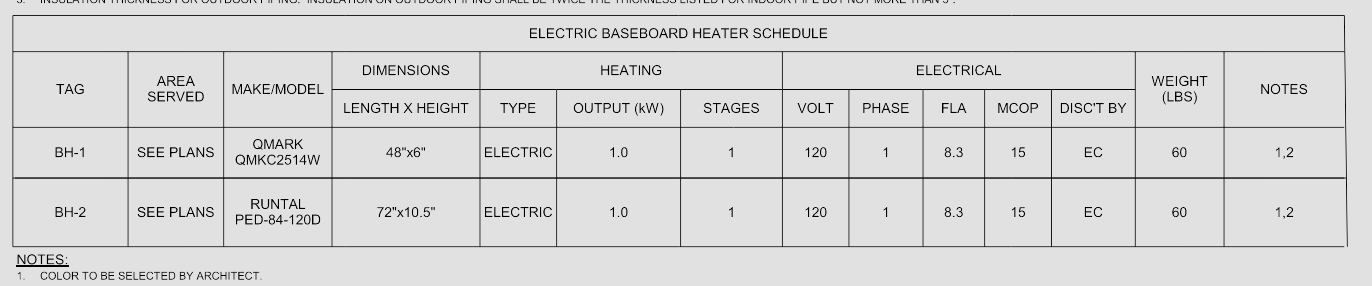 3. INSULATION THICKNESS FOR OUTDOOR PIPING: INSULATION ON OUTDOOR PIPING SHALL BE TWICE THE THICKNESS LISTED FOR INDOOR PIPE BUT NOT MORE THAN 3".
ELECTRIC BASEBOARD HEATER SCHEDULE
TAG AREA SERVED MAKE/MODEL DIMENSIONS HEATING ELECTRICAL WEIGHT (LBS) NOTES
LENGTH X HEIGHT TYPE OUTPUT (kW) STAGES VOLT PHASE FLA MCOP DISC'T BY
BH-1 SEE PLANS QMARK QMKC2514W 48"x6" ELECTRIC 1.0 1 120 1 8.3 15 EC 60 1,2
BH-2 SEE PLANS RUNTAL PED-84-120D 72"x10.5" ELECTRIC 1.0 1 120 1 8.3 15 EC 60 1,2
NOTES:
1. COLOR TO BE SELECTED BY ARCHITECT.